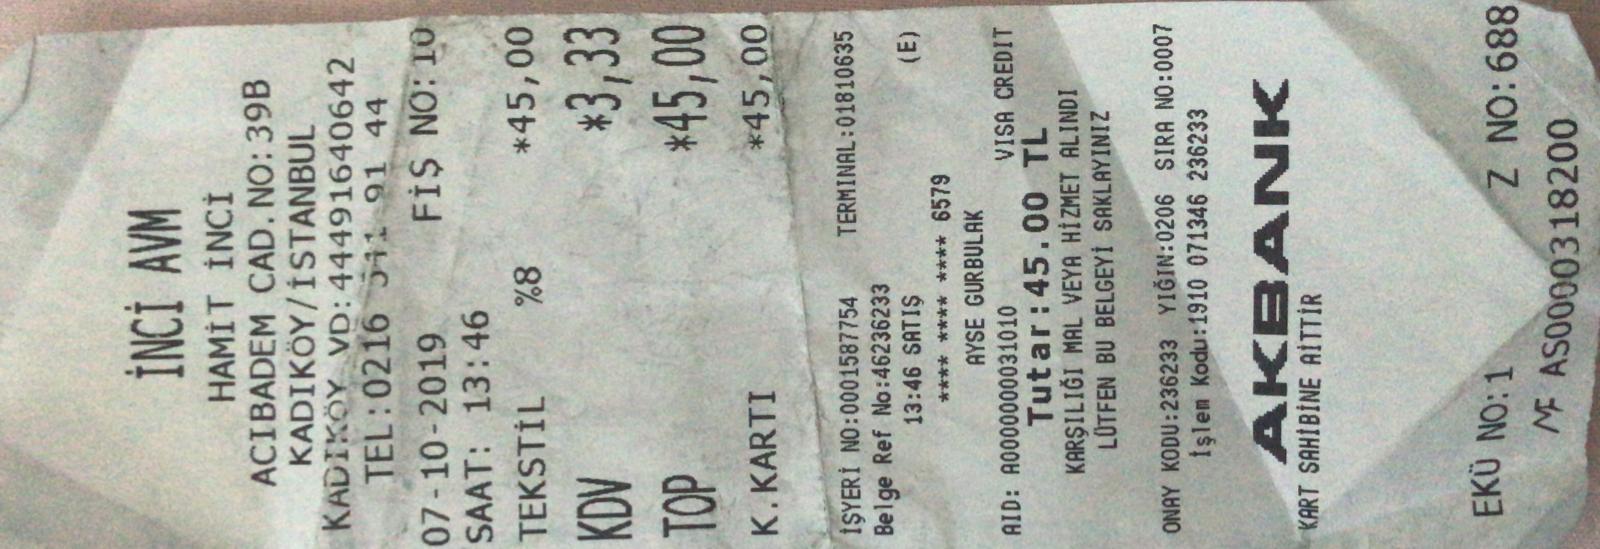 İNCİ AVM
HAMİT İNCİ
ACIBADEM CAD.NO:39B
KADIKÖY/İSTANBUL
KADIKÖY VD:44491640642
TEL:0216 541 91 44
07-10-2019 FİŞ NO:10
SAAT: 13:46
TEKSTİL %8 *45,00
KDV *3,33
TOP *45,00
K.KARTI *45,00
İŞYERİ NO:0001587754 TERMINAL:01810635
Belge Ref No:46236233
13:46 SATIŞ (E)
**** **** **** 6579
AYSE GURBULAK
AID: A0000000031010 VISA CREDIT
Tutar:45.00 TL
KARŞILIĞI MAL VEYA HİZMET ALINDI
LÜTFEN BU BELGEYİ SAKLAYINIZ
ONAY KODU:236233 YIĞIN:0206 SIRA NO:0007
İşlem Kodu:1910 071346 236233
AKBANK
KART SAHİBİNE AİTTİR
EKÜ NO:1 Z NO:688
MF AS0000318200